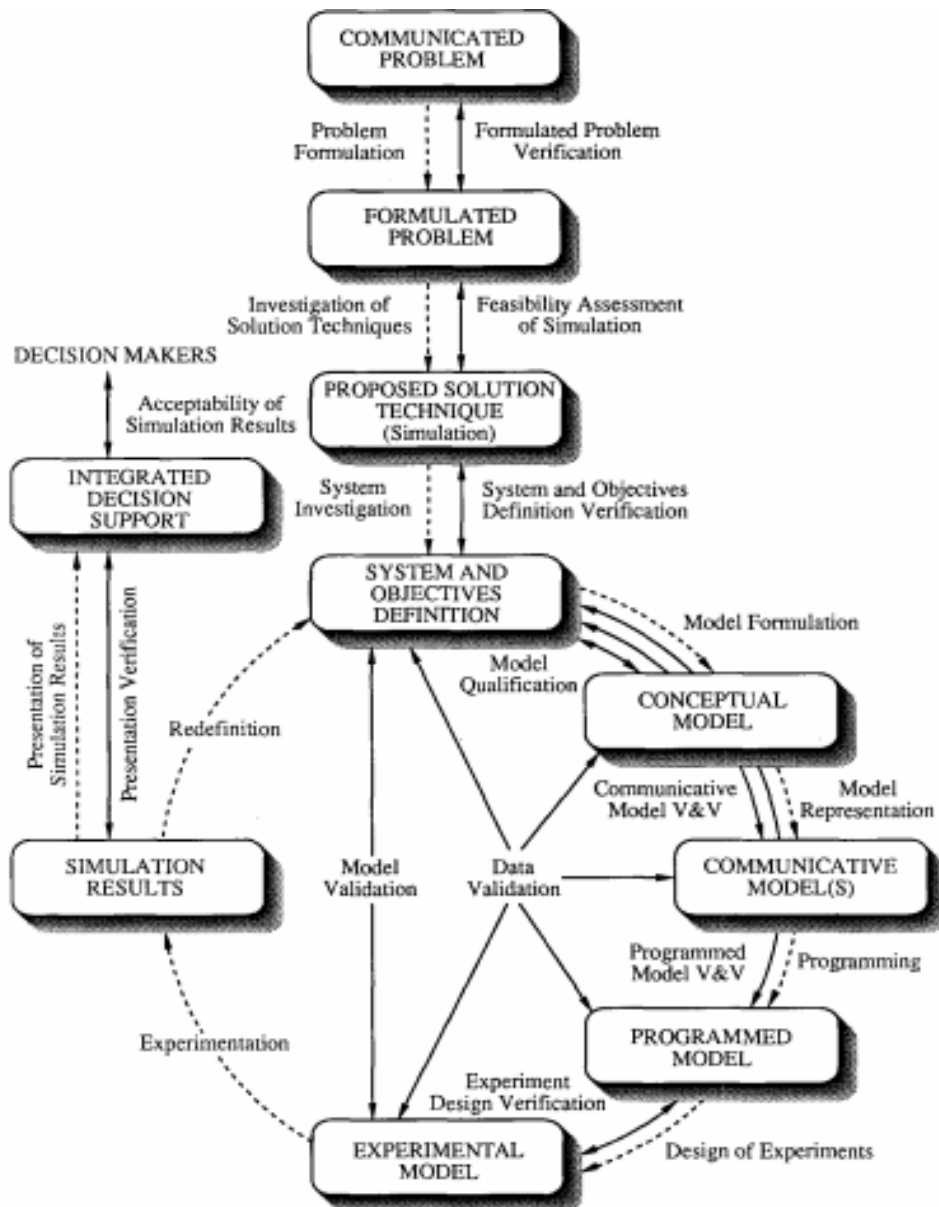 COMMUNICATED
PROBLEM
Problem
Formulation
Formulated Problem
Verification
FORMULATED
PROBLEM
Investigation of
Solution Techniques
Feasibility Assessment
of Simulation
DECISION MAKERS
Acceptability of
Simulation Results
PROPOSED SOLUTION
TECHNIQUE
(Simulation)
INTEGRATED
DECISION
SUPPORT
System
Investigation
System and Objectives
Definition Verification
SYSTEM AND
OBJECTIVES
DEFINITION
Model Formulation
Model
Qualification
CONCEPTUAL
MODEL
Presentation of
Simulation Results
Presentation Verification
Redefinition
Communicative
Model V&V
Model
Representation
SIMULATION
RESULTS
Model
Validation
Data
Validation
COMMUNICATIVE
MODEL(S)
Programmed
Model V&V
Programming
PROGRAMMED
MODEL
Experimentation
Experiment
Design Verification
EXPERIMENTAL
MODEL
Design of Experiments